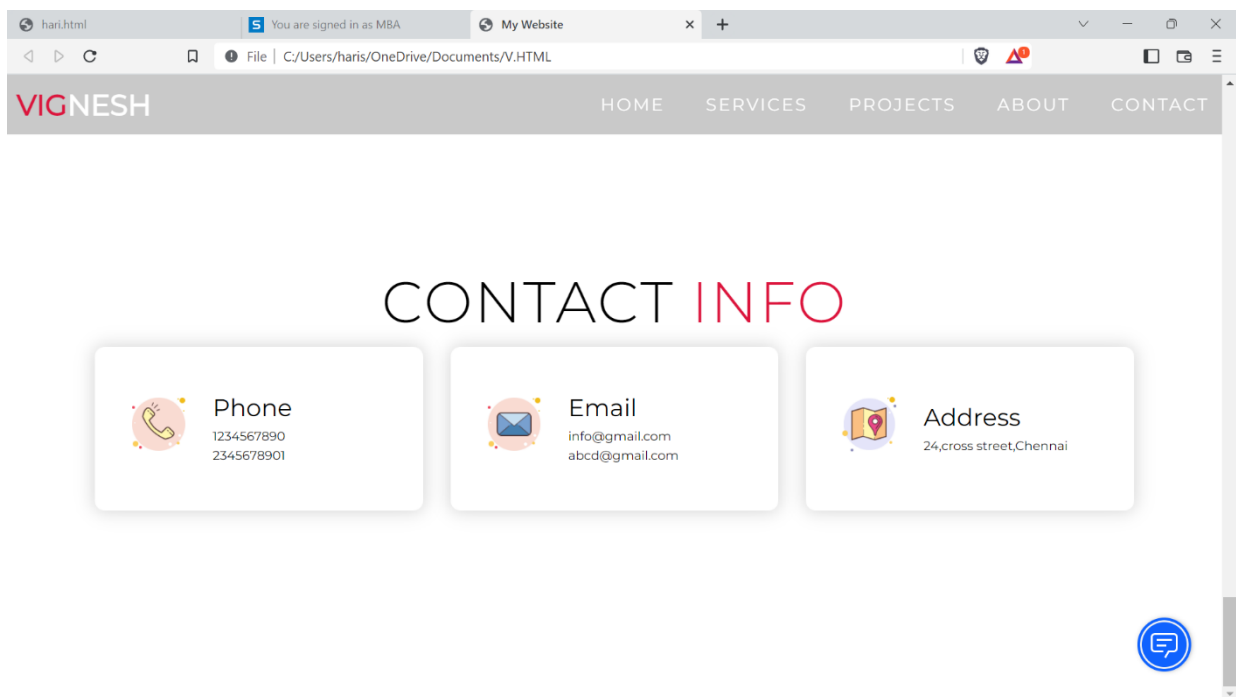 hari.html
You are signed in as MBA
My Website
File | C:/Users/haris/OneDrive/Documents/V.HTML
1
VIGNESH
HOME SERVICES PROJECTS ABOUT CONTACT
CONTACT INFO
Phone
1234567890
2345678901
Email
info@gmail.com
abcd@gmail.com
Address
24,cross street,Chennai